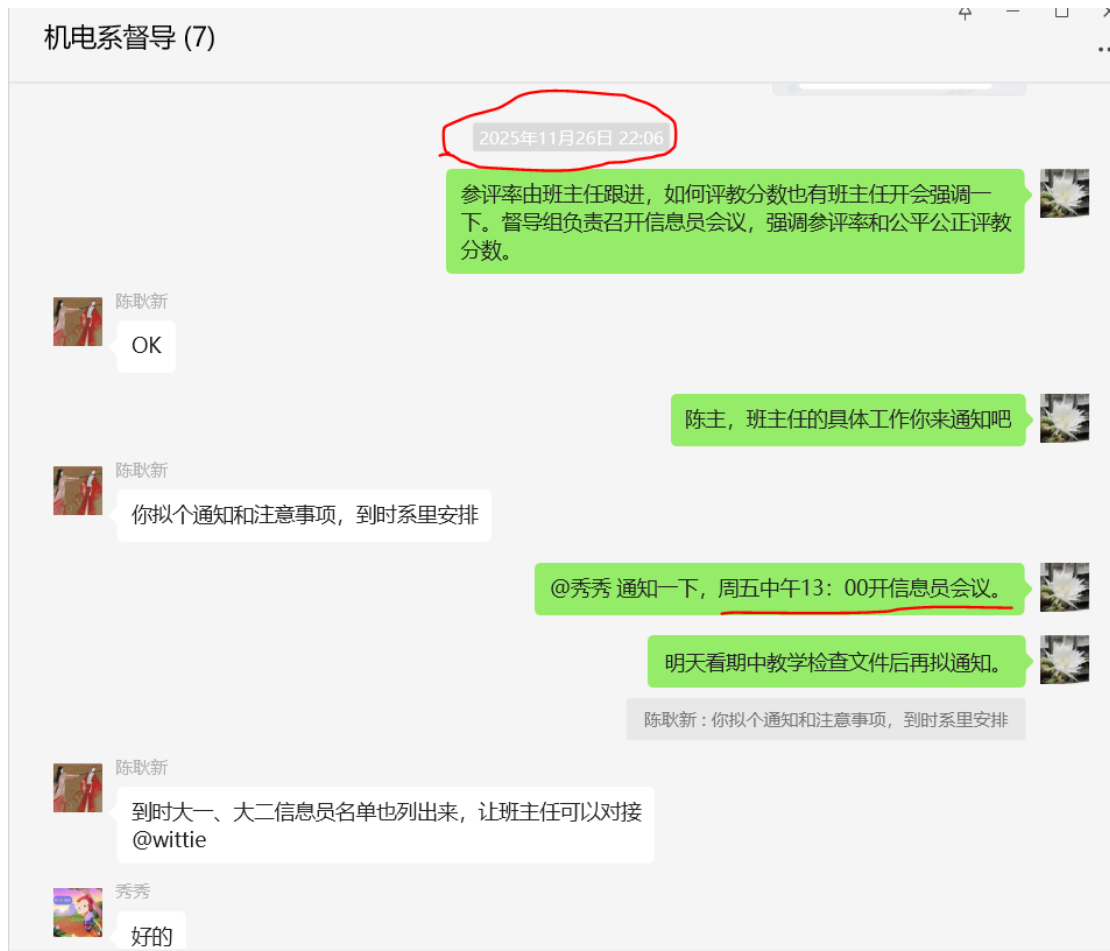 机电系督导 (7)
2025年11月26日 22:06
参评率由班主任跟进，如何评教分数也有班主任开会强调一
下。督导组负责召开信息员会议，强调参评率和公平公正评教
分数。
陈耿新
OK
陈主，班主任的具体工作你来通知吧
陈耿新
你拟个通知和注意事项，到时系里安排
@秀秀 通知一下，周五中午13：00开信息员会议。
明天看期中教学检查文件后再拟通知。
陈耿新 : 你拟个通知和注意事项，到时系里安排
陈耿新
到时大一、大二信息员名单也列出来，让班主任可以对接
@wittie
秀秀
好的